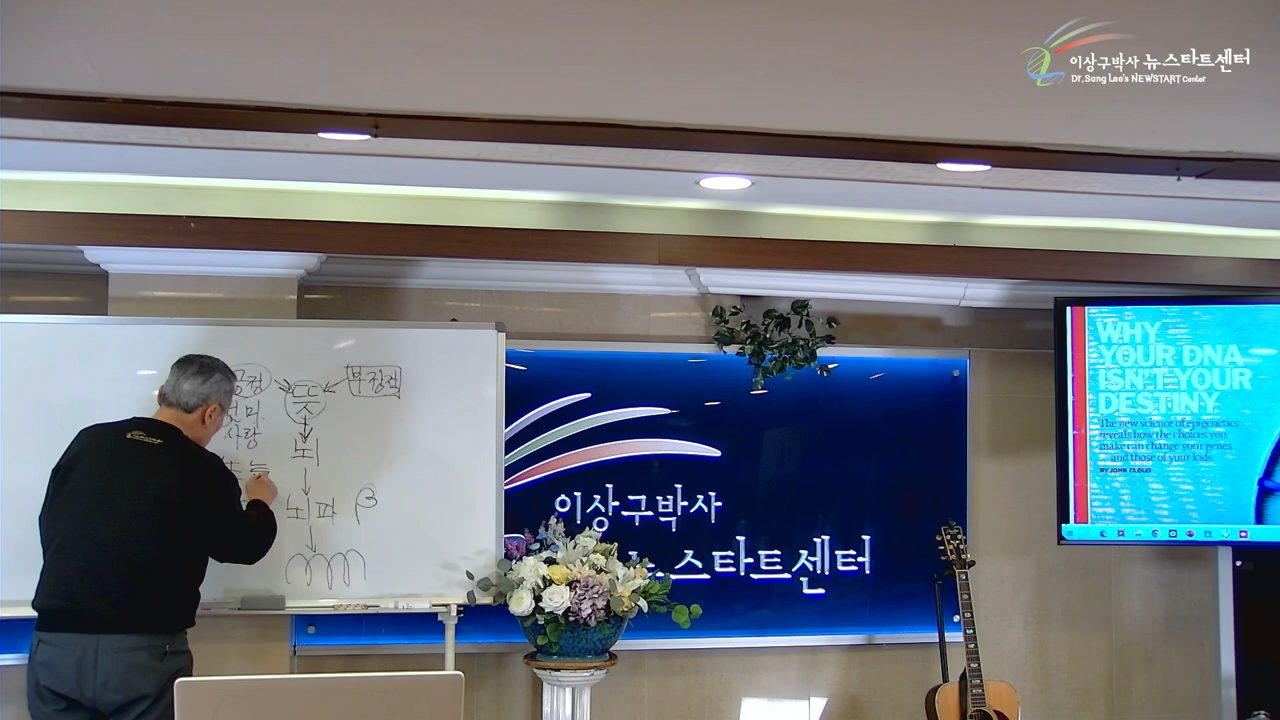 이상구박사 뉴스타트센터
Dr. Sang Lee's NEWSTART Center
뜻
부정적
사랑
뇌
뇌파 β
이상구박사
뉴스타트센터
WHY
YOUR DNA
ISN'T YOUR
DESTINY
The new science of epigenetics
reveals how the choices you
make can change your genes
and those of your kids
BY JOHN CLOUD